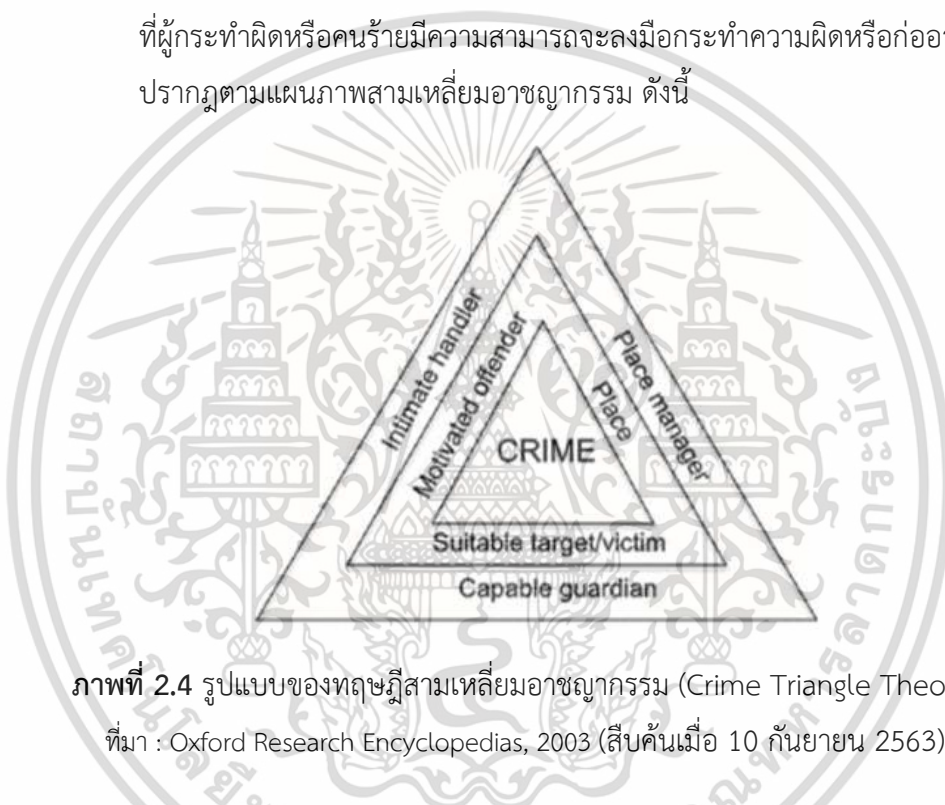 ที่ผู้กระทำผิดหรือคนร้ายมีความสามารถจะลงมือกระทำความผิดหรือก่ออา
ปรากฏตามแผนภาพสามเหลี่ยมอาชญากรรม ดังนี้
Intimate handler
Motivated offender
Place manager
Place
CRIME
Suitable target/victim
Capable guardian
ภาพที่ 2.4 รูปแบบของทฤษฎีสามเหลี่ยมอาชญากรรม (Crime Triangle Theo
ที่มา : Oxford Research Encyclopedias, 2003 (สืบค้นเมื่อ 10 กันยายน 2563)